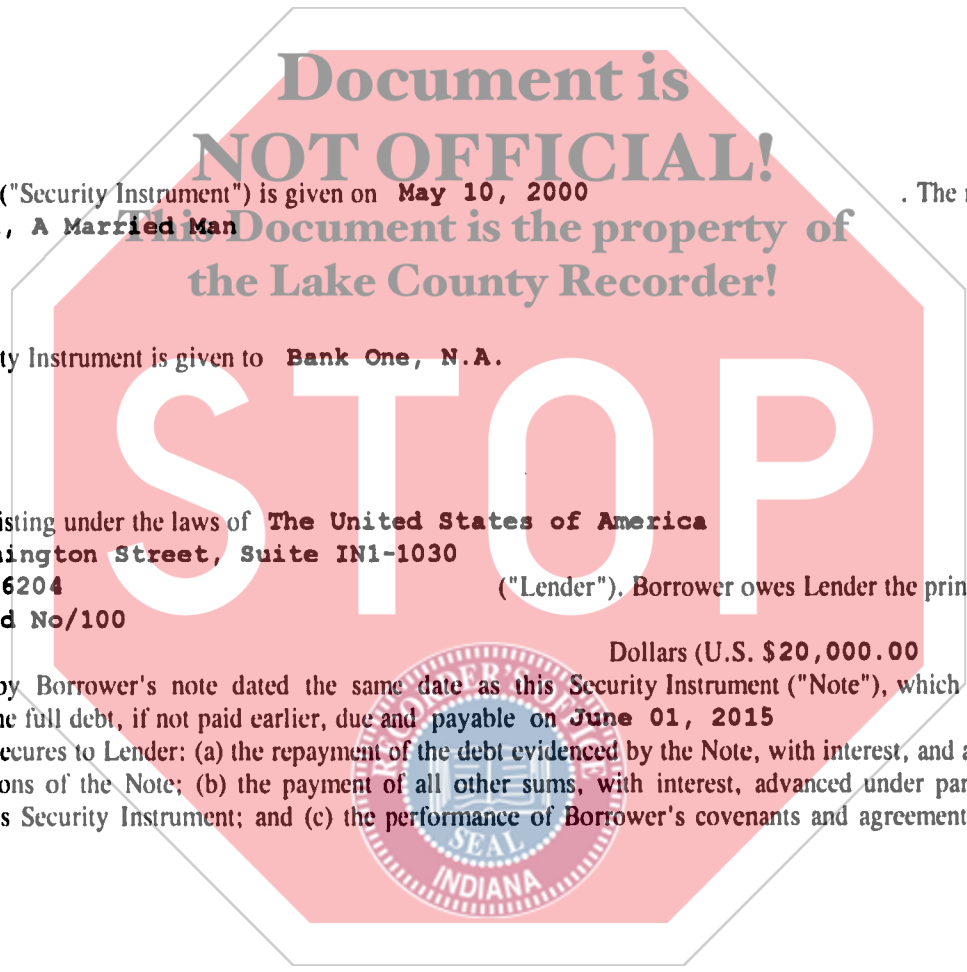 Document is
NOT OFFICIAL!
("Security Instrument") is given on May 10, 2000 . The
., A Married Man
This Document is the property of
the Lake County Recorder!
ty Instrument is given to Bank One, N.A.
STOP
isting under the laws of The United States of America
ington Street, Suite IN1-1030
6204 ("Lender"). Borrower owes Lender the prin
d No/100
Dollars (U.S. $20,000.00
by Borrower's note dated the same date as this Security Instrument ("Note"), which
e full debt, if not paid earlier, due and payable on June 01, 2015
ecures to Lender: (a) the repayment of the debt evidenced by the Note, with interest, and a
ons of the Note; (b) the payment of all other sums, with interest, advanced under par
s Security Instrument; and (c) the performance of Borrower's covenants and agreement
RECORDER'S OFFICE
SEAL
INDIANA